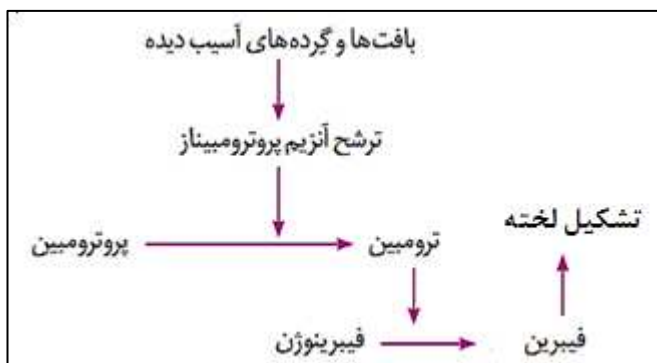 بافت‌ها و گرده‌های آسیب دیده
ترشح آنزیم پروترومبیناز
تشکیل لخته
پروترومبین
ترومبین
فیبرینوژن
فیبرین